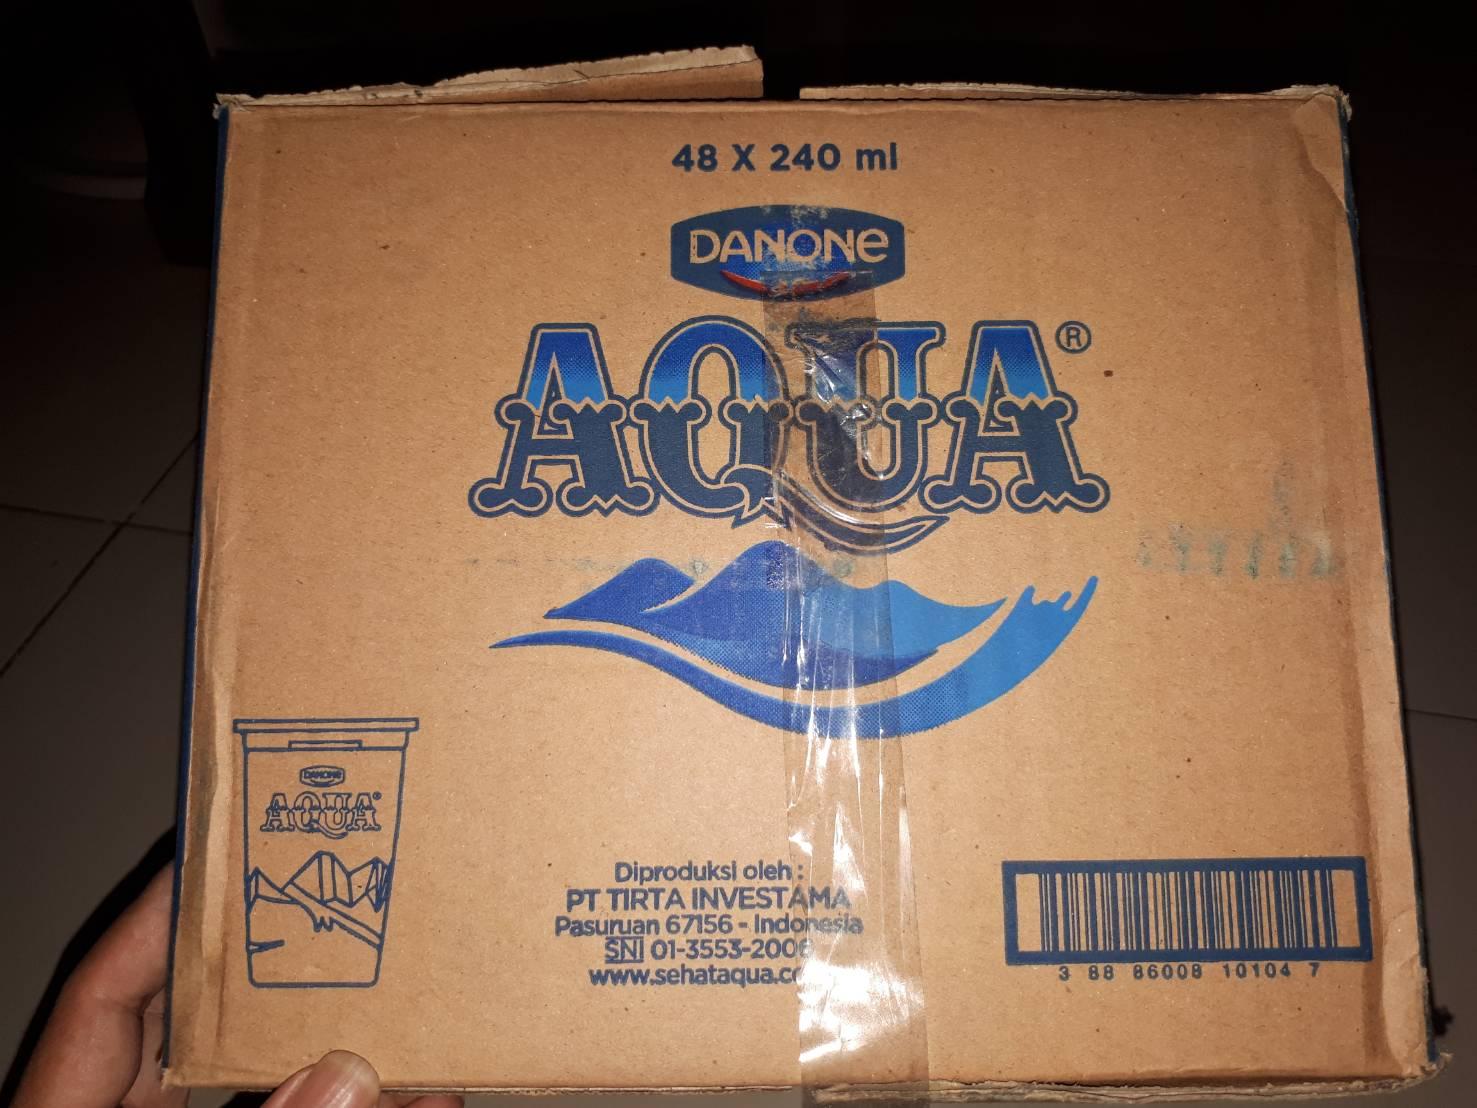 48 X 240 ml
DANONE
AQUA®
DANONE
AQUA®
Diproduksi oleh :
PT TIRTA INVESTAMA
Pasuruan 67156 - Indonesia
SNI 01-3553-2006
www.sehataqua.co
3 88 86008 10104 7